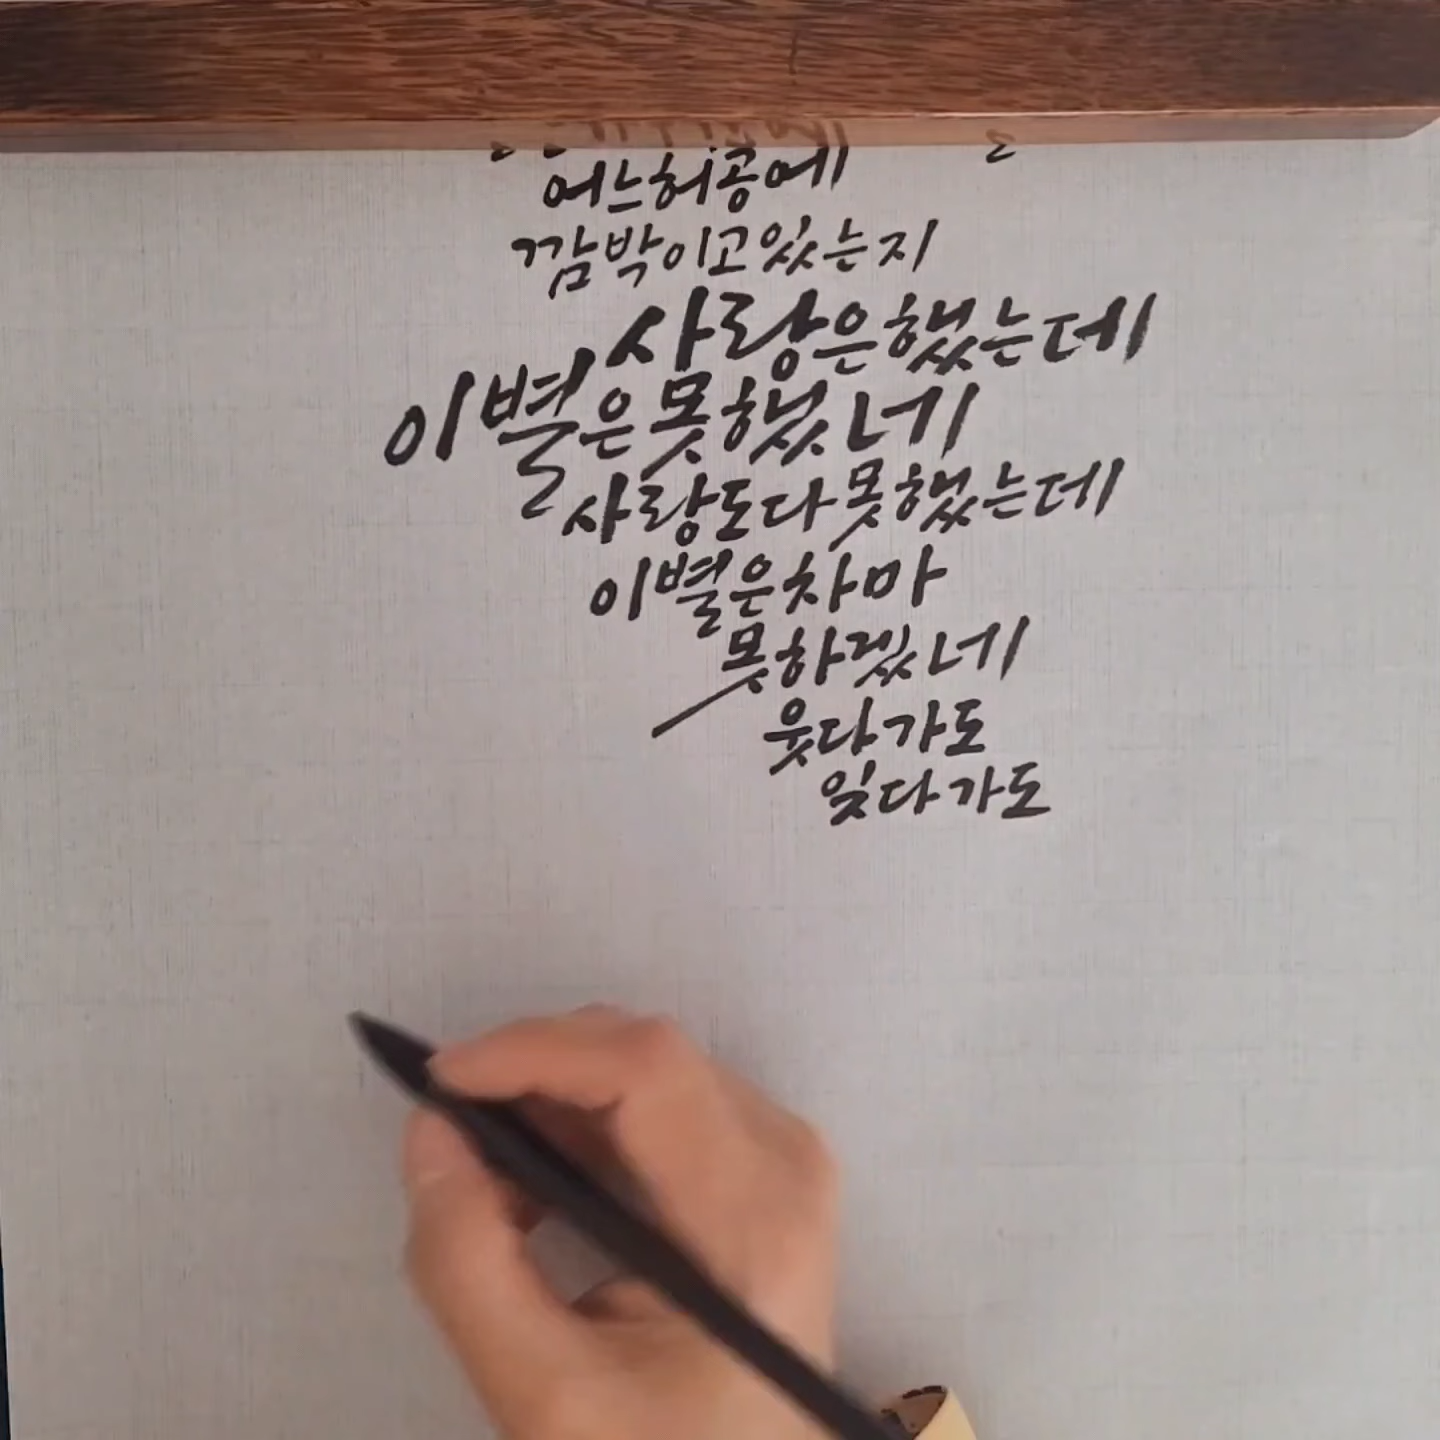 어느허공에
깜박이고있는지
사랑은했는데
이별은못했네
사랑도다못했는데
이별은차마
못하겠네
웃다가도
잊다가도